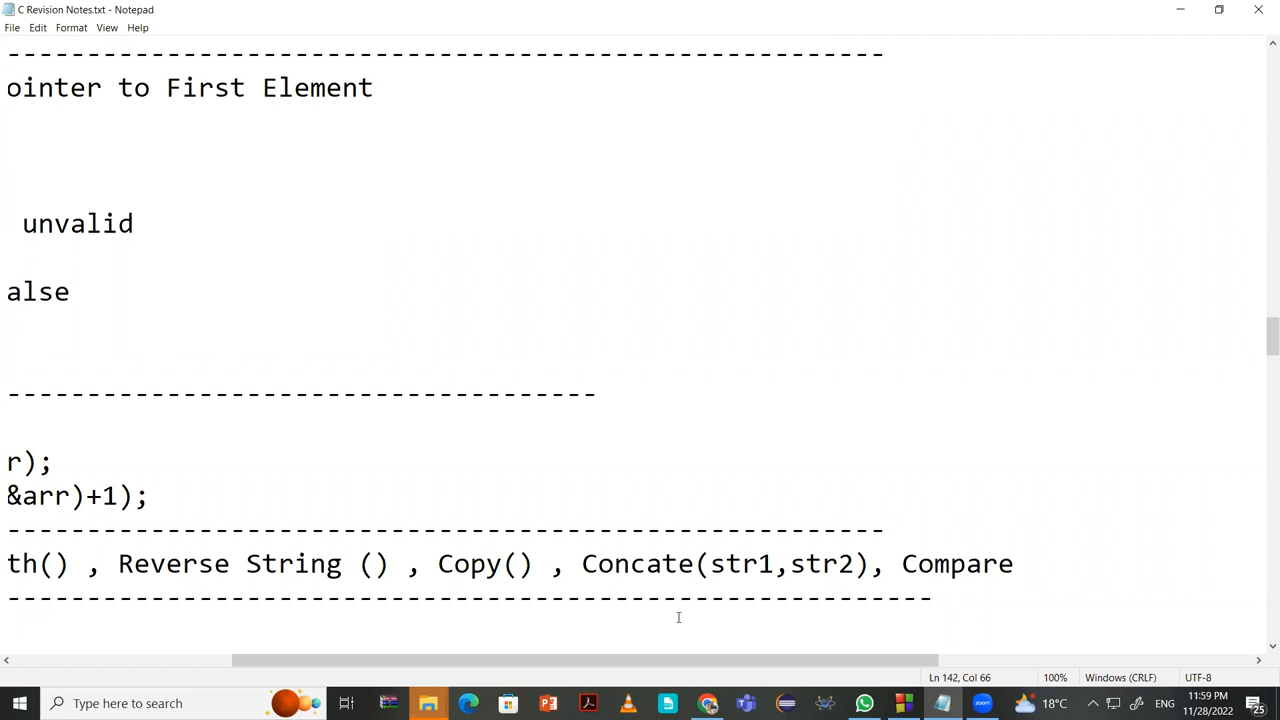 C Revision Notes.txt - Notepad
File Edit Format View Help
--------------------------------------------------------
ointer to First Element
unvalid
alse
-------------------------------------
r);
&arr)+1);
--------------------------------------------------------
th() , Reverse String () , Copy() , Concate(str1,str2), Compare
-----------------------------------------------------------
Ln 142, Col 66 100% Windows (CRLF) UTF-8
Type here to search
18°C ENG 11:59 PM
11/28/2022
25